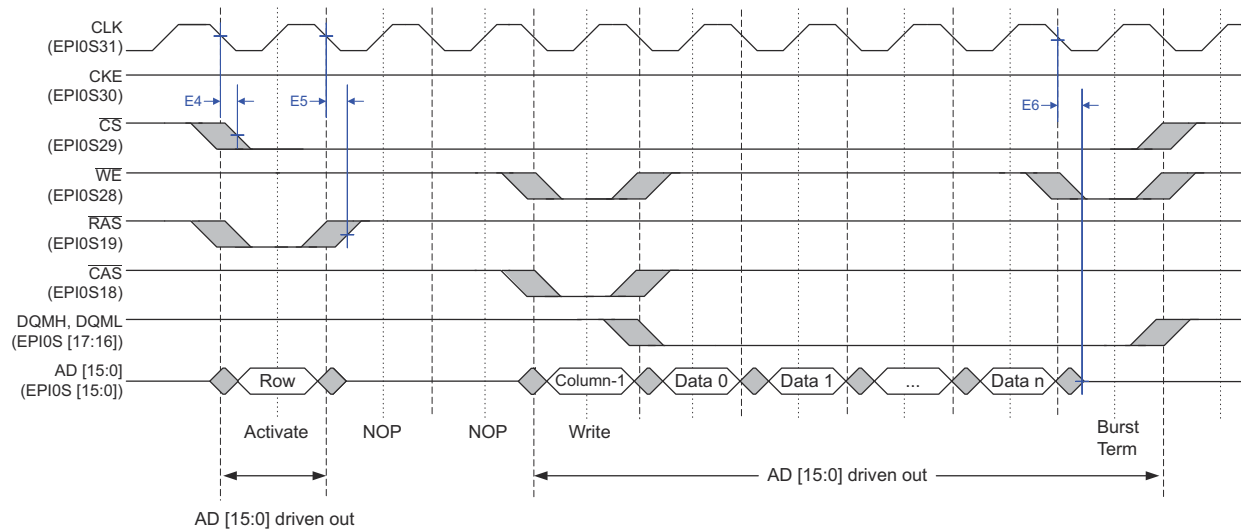 CLK
(EPI0S31)
CKE
(EPI0S30)
E4
E5
E6
CS
(EPI0S29)
WE
(EPI0S28)
RAS
(EPI0S19)
CAS
(EPI0S18)
DQMH, DQML
(EPI0S [17:16])
AD [15:0]
(EPI0S [15:0])
Row
Column-1
Data 0
Data 1
...
Data n
Activate
NOP
NOP
Write
Burst
Term
AD [15:0] driven out
AD [15:0] driven out